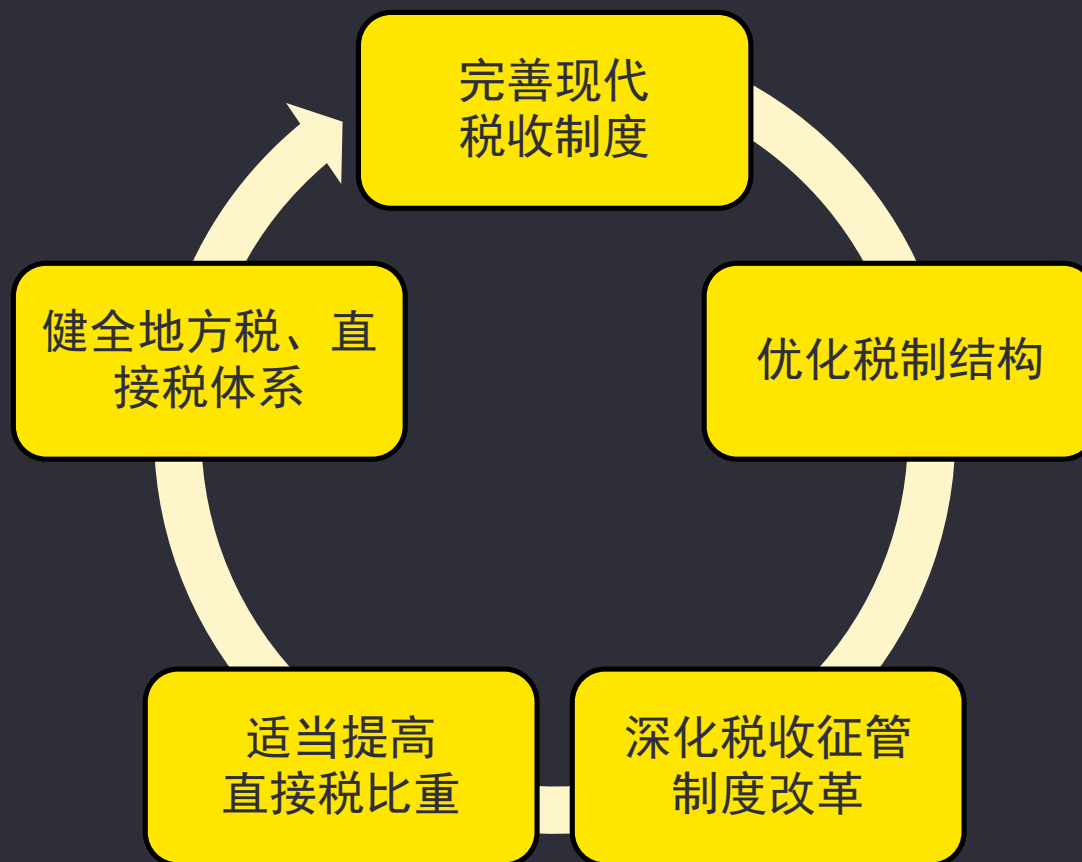 完善现代
税收制度
优化税制结构
深化税收征管
制度改革
适当提高
直接税比重
健全地方税、直
接税体系